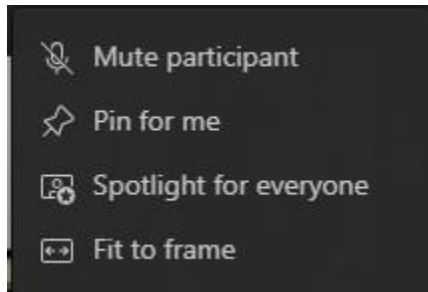 Mute participant
Pin for me
Spotlight for everyone
Fit to frame